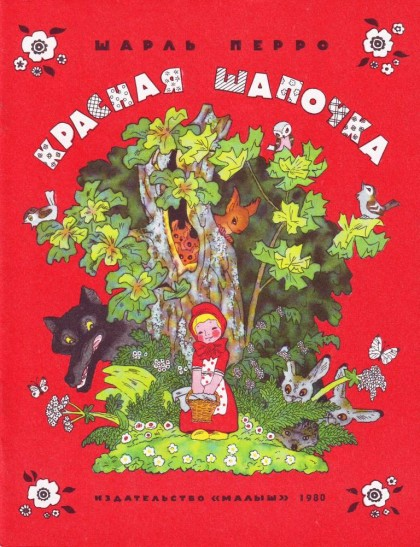 ШАРЛЬ ПЕРРО
КРАСНАЯ ШАПОЧКА
ИЗДАТЕЛЬСТВО «МАЛЫШ» 1980